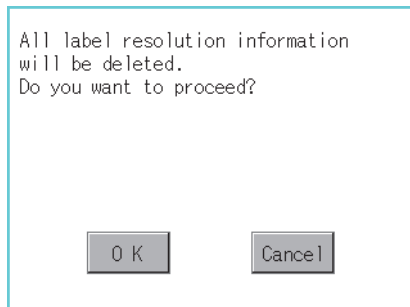 All label resolution information
will be deleted.
Do you want to proceed?
OK
Cancel